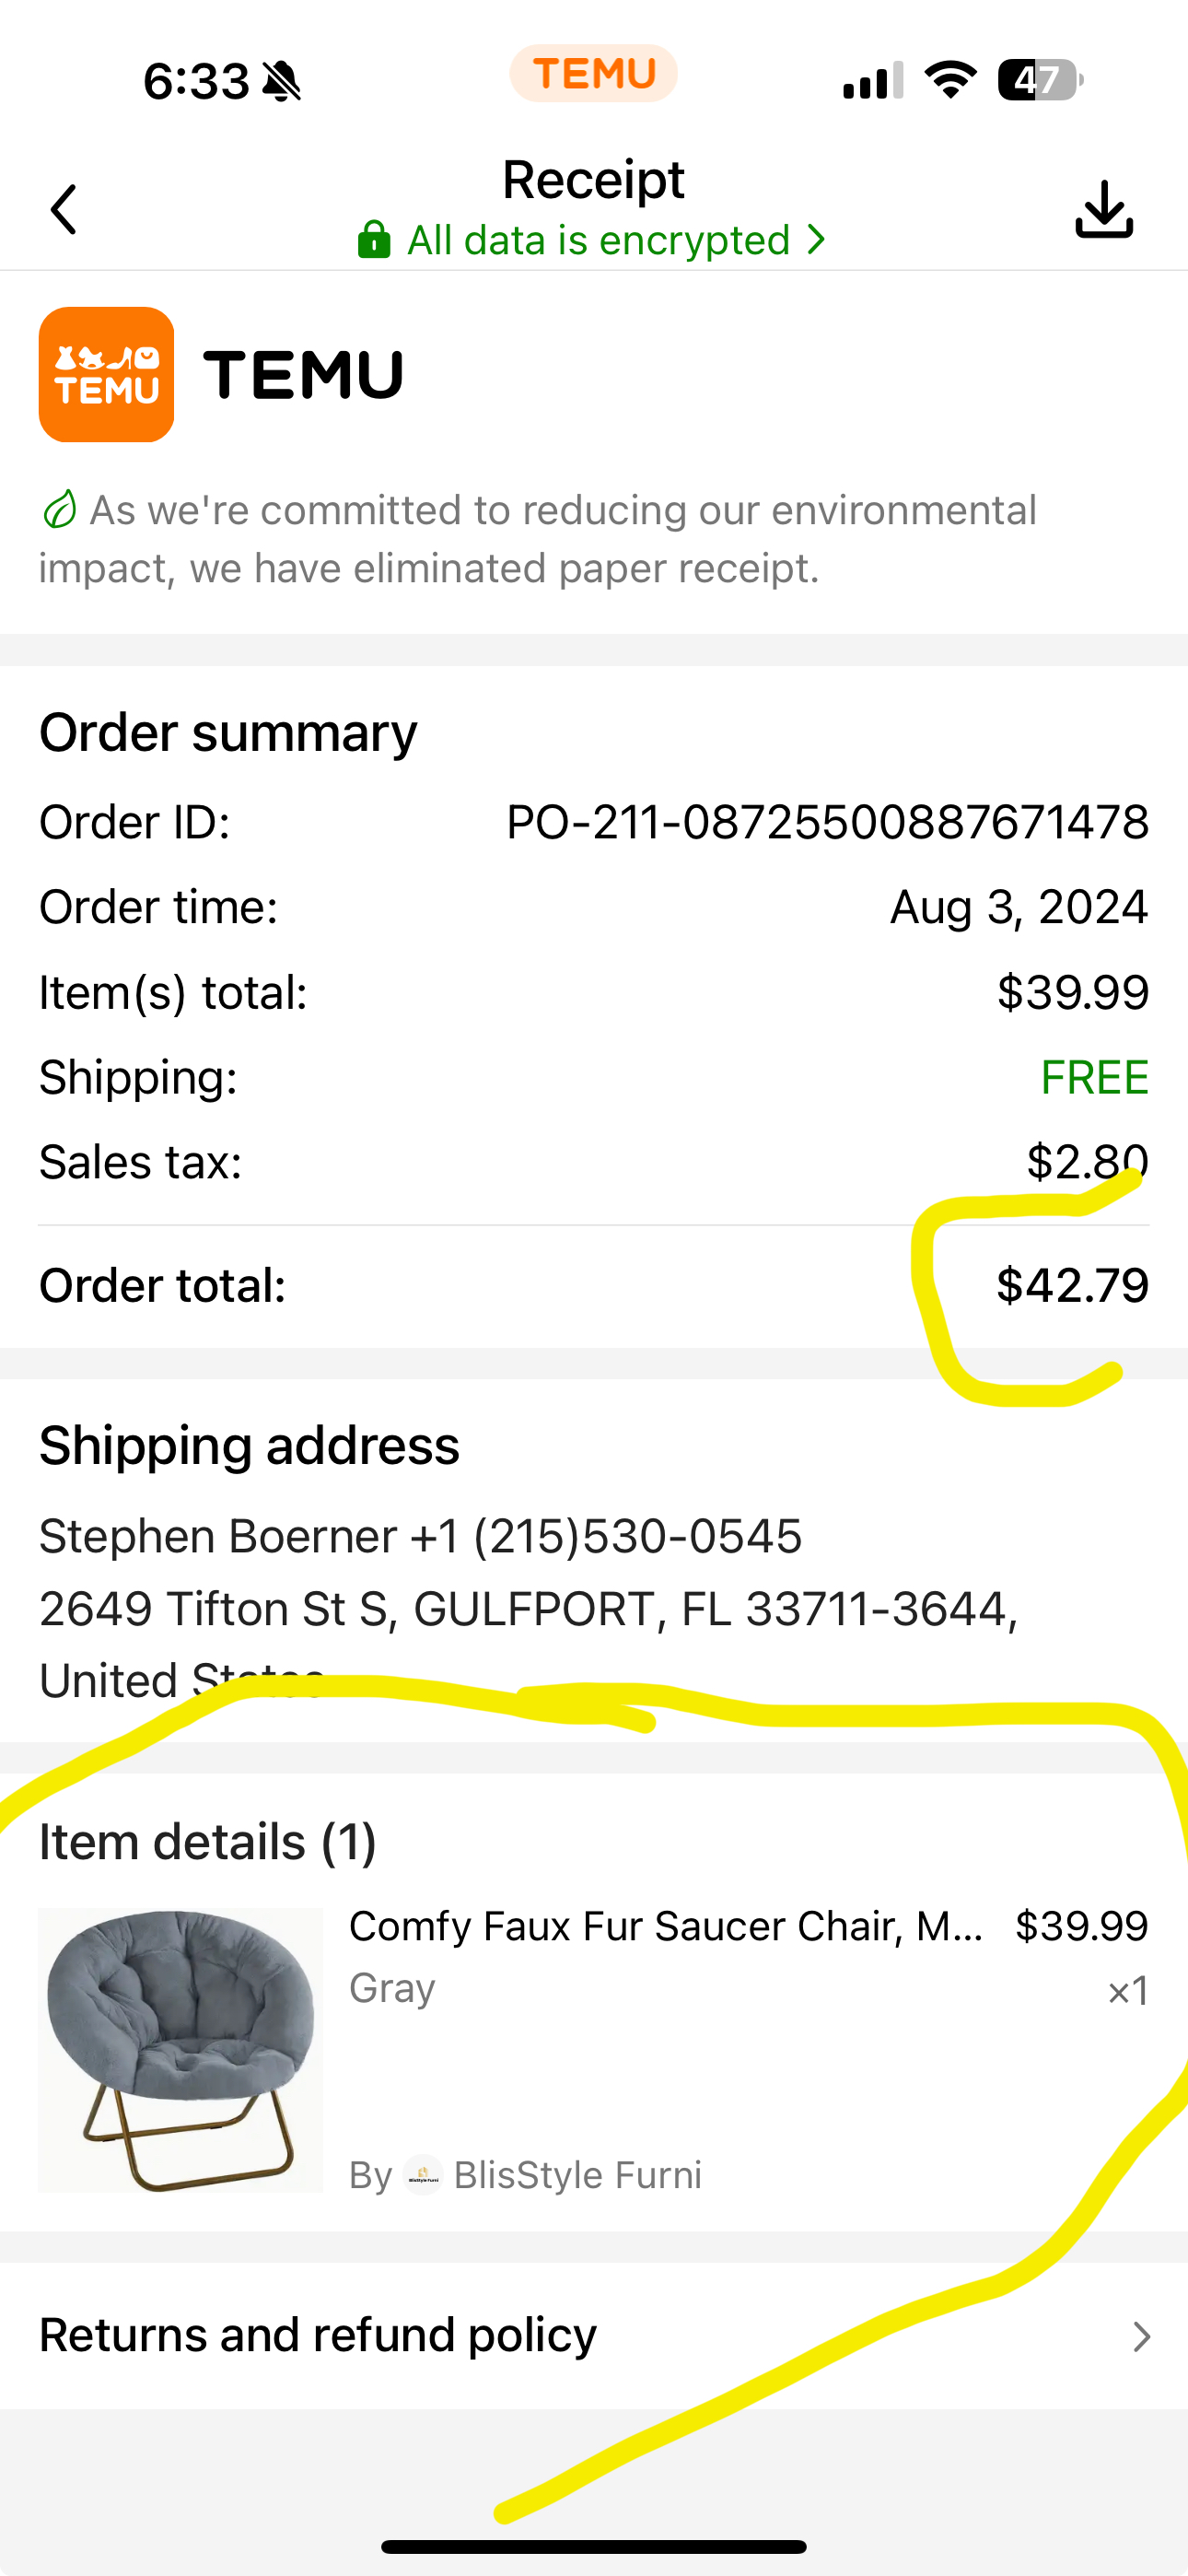 6:33 TEMU 47
Receipt
All data is encrypted
TEMU TEMU
As we're committed to reducing our environmental
impact, we have eliminated paper receipt.
Order summary
Order ID: PO-211-08725500887671478
Order time: Aug 3, 2024
Item(s) total: $39.99
Shipping: FREE
Sales tax: $2.80
Order total: $42.79
Shipping address
Stephen Boerner +1 (215)530-0545
2649 Tifton St S, GULFPORT, FL 33711-3644,
United States
Item details (1)
Comfy Faux Fur Saucer Chair, M... $39.99
Gray ×1
By BlisStyle Furni
Returns and refund policy